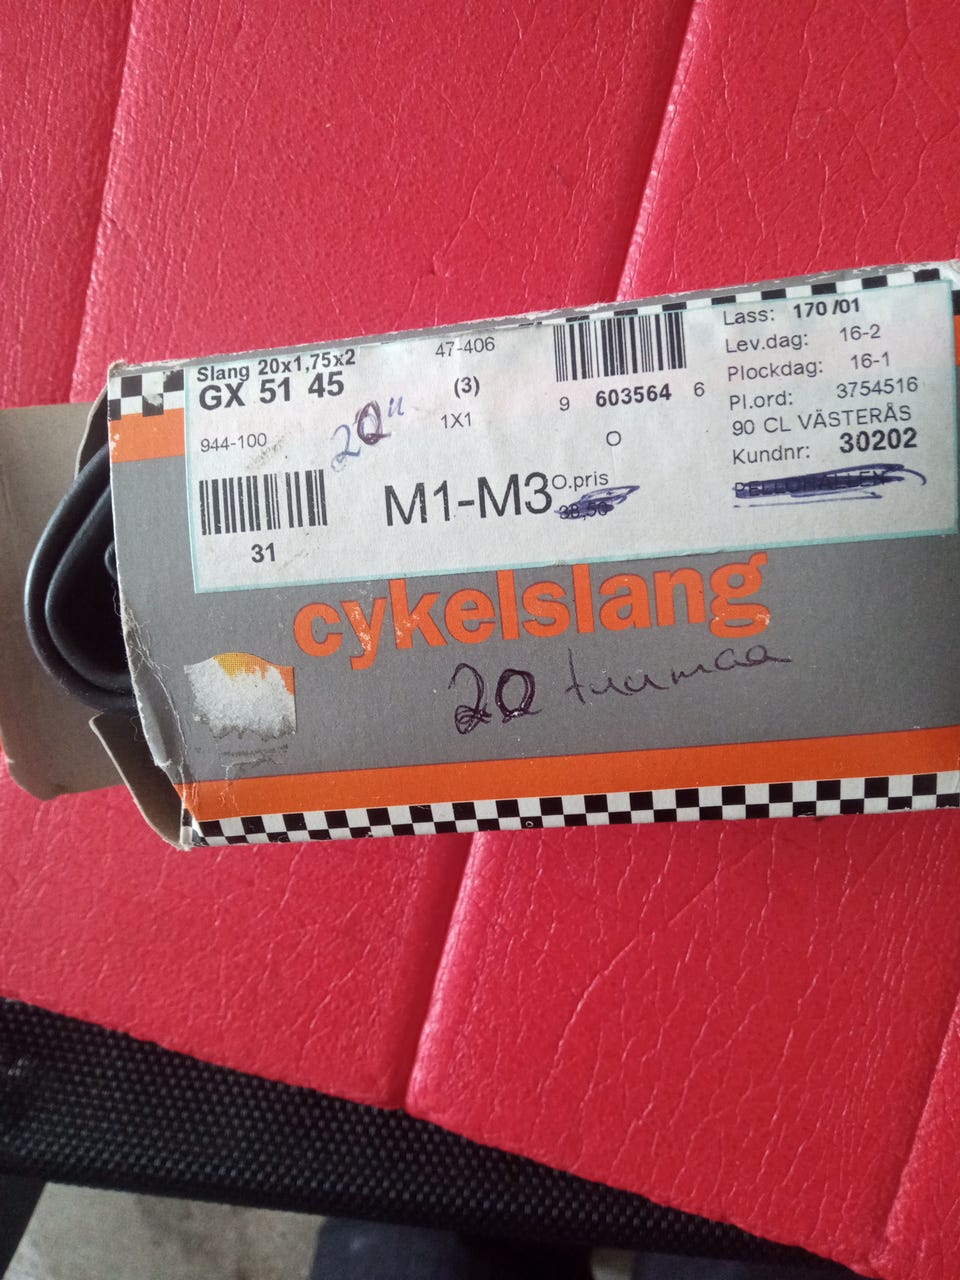 Slang 20x1,75x2
47-406
GX 51 45
(3)
944-100
20"
1X1
31
M1-M3
9 603564 6
O
O.pris
38,50
Lass: 170/01
Lev.dag: 16-2
Plockdag: 16-1
Pl.ord: 3754516
90 CL VÄSTERÅS
Kundnr: 30202
cykelslang
20 tuumaa